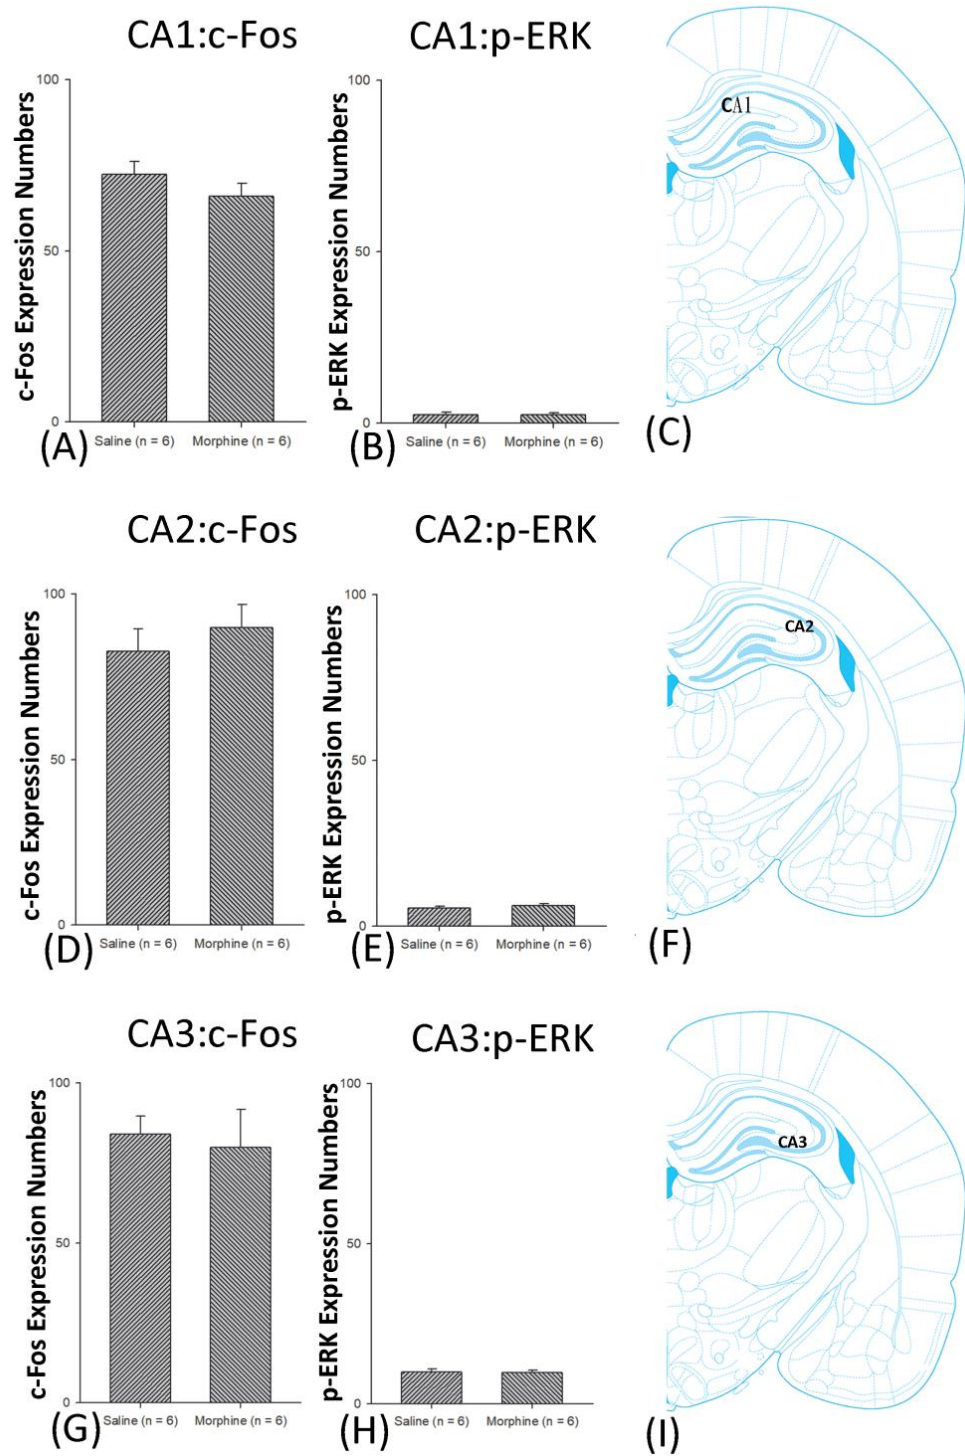 CA1:c-Fos
CA1:p-ERK
c-Fos Expression Numbers
100
50
0
Saline (n = 6) Morphine (n = 6)
(A)
p-ERK Expression Numbers
100
50
0
Saline (n = 6) Morphine (n = 6)
(B)
CA1
(C)
CA2:c-Fos
CA2:p-ERK
c-Fos Expression Numbers
100
50
0
Saline (n = 6) Morphine (n = 6)
(D)
p-ERK Expression Numbers
100
50
0
Saline (n = 6) Morphine (n = 6)
(E)
CA2
(F)
CA3:c-Fos
CA3:p-ERK
c-Fos Expression Numbers
100
50
0
Saline (n = 6) Morphine (n = 6)
(G)
p-ERK Expression Numbers
100
50
0
Saline (n = 6) Morphine (n = 6)
(H)
CA3
(I)